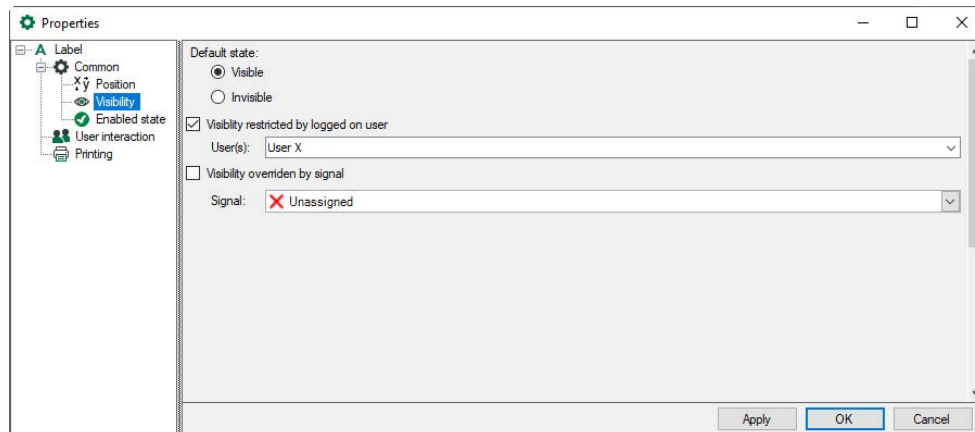 Properties
A Label
Common
Position
Visibility
Enabled state
User interaction
Printing
Default state:
Visible
Invisible
Visiblity restricted by logged on user
User(s): User X
Visibility overriden by signal
Signal: Unassigned
Apply OK Cancel